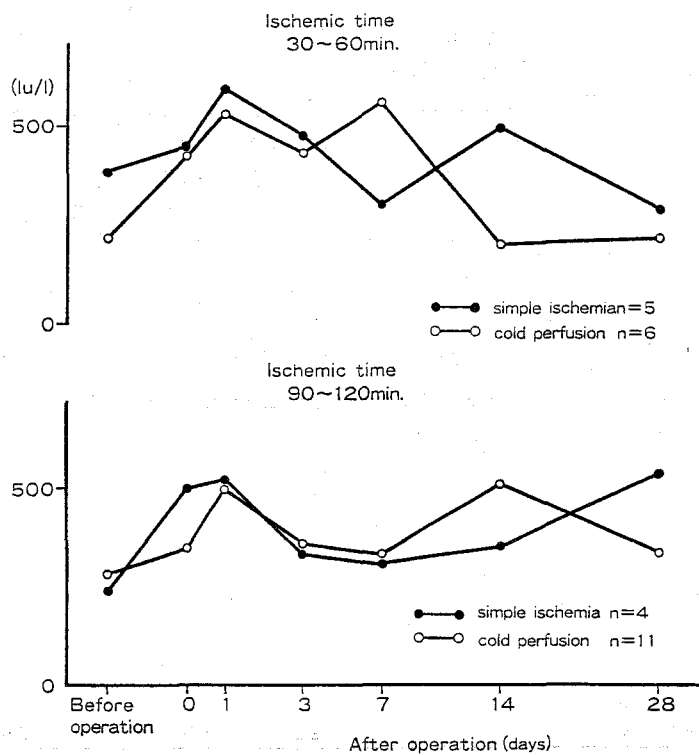 Ischemic time
30~60min.
(Iu/l)
500
0
simple ischemian=5
cold perfusion n=6
Ischemic time
90~120min.
500
simple ischemia n=4
cold perfusion n=11
0
Before operation
0 1 3 7 14 28
After operation (days)